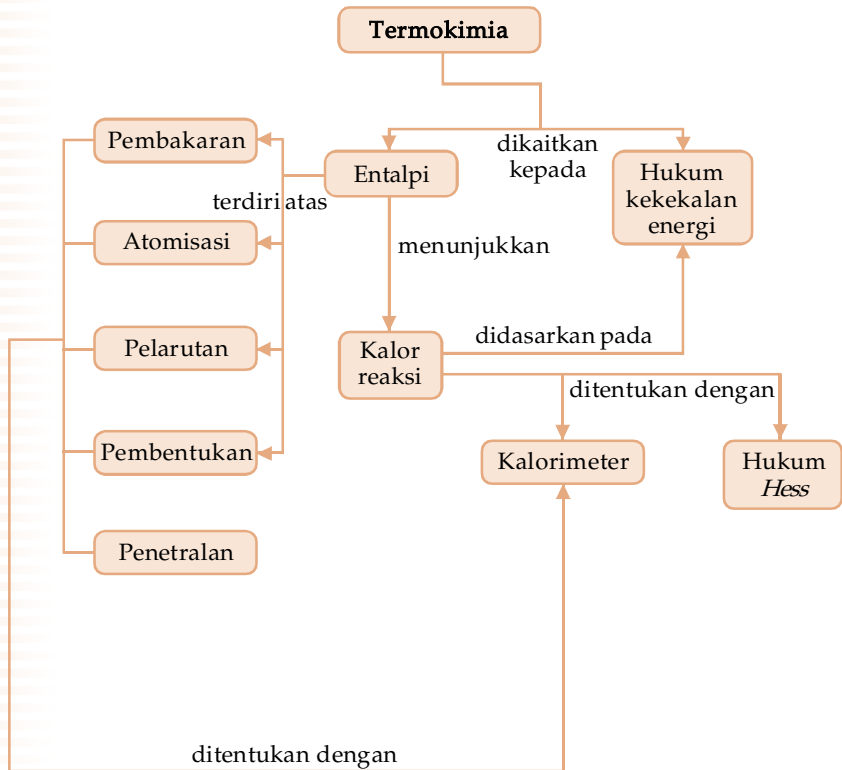 Termokimia
dikaitkan
kepada
Pembakaran
Entalpi
Hukum
kekekalan
energi
terdiri atas
Atomisasi
menunjukkan
Pelarutan
Kalor
reaksi
didasarkan pada
ditentukan dengan
Pembentukan
Kalorimeter
Hukum
Hess
Penetralan
ditentukan dengan